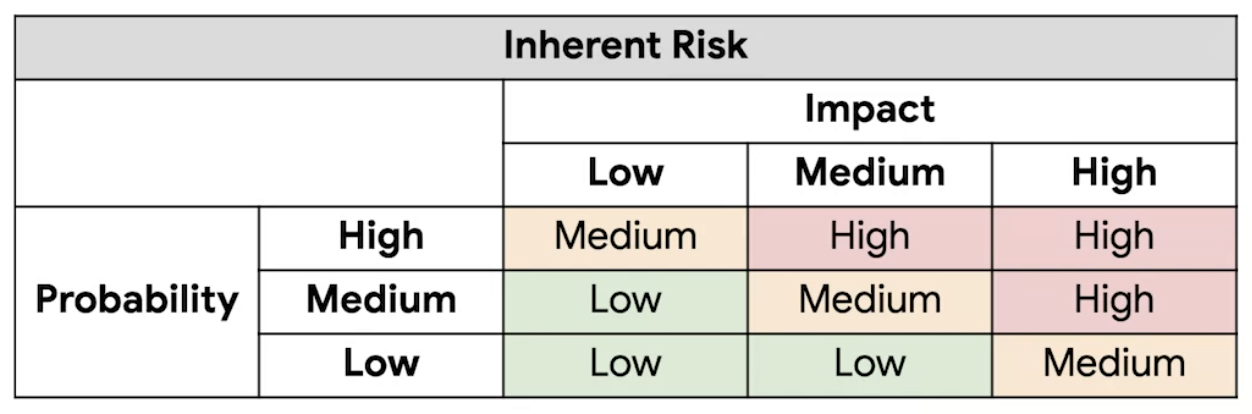 Inherent Risk
Impact
Low Medium High
High Medium High High
Probability Medium Low Medium High
Low Low Low Medium